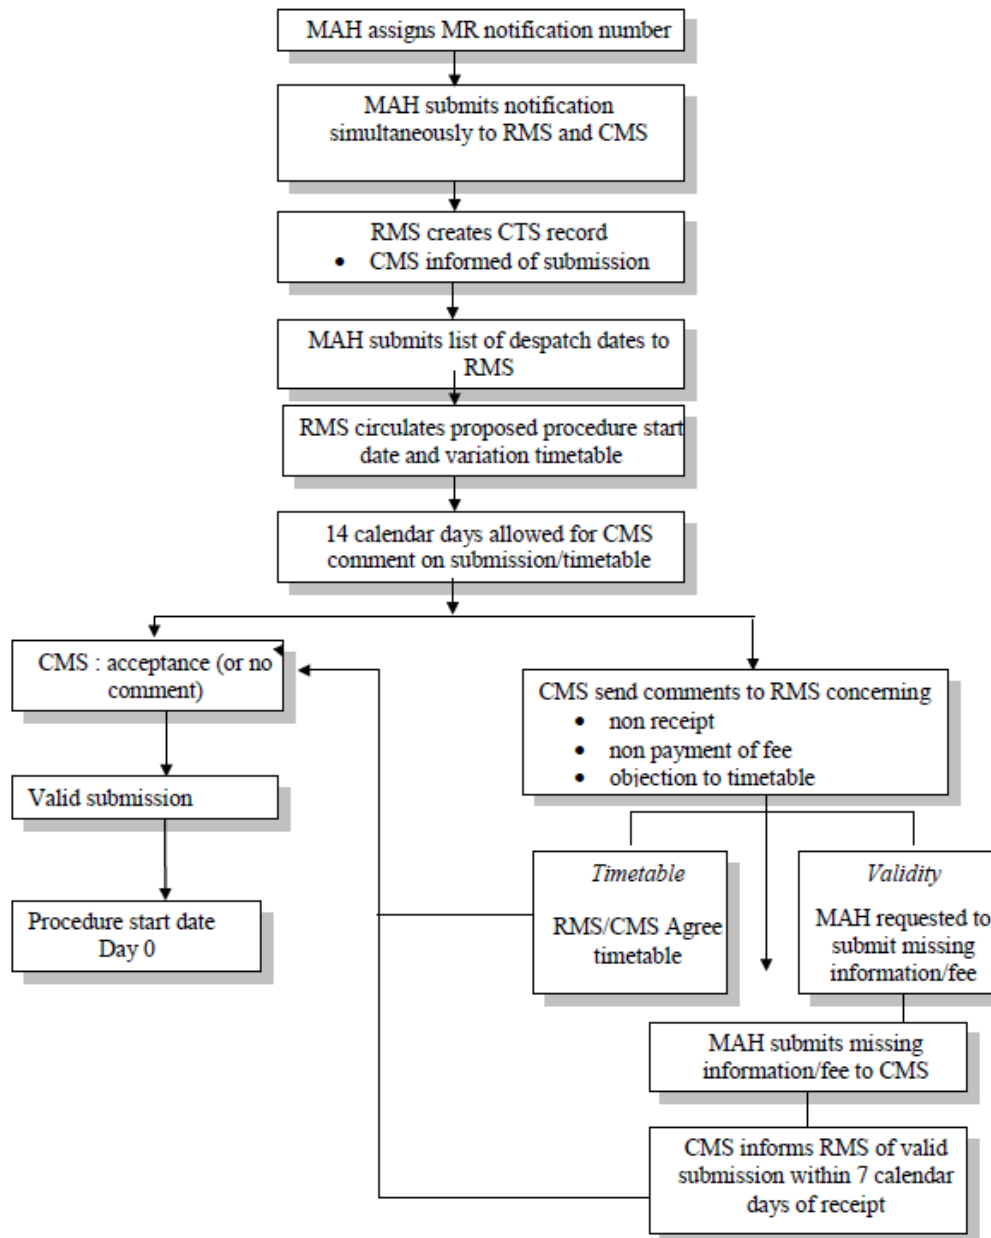 MAH assigns MR notification number
MAH submits notification
simultaneously to RMS and CMS
RMS creates CTS record
• CMS informed of submission
MAH submits list of despatch dates to
RMS
RMS circulates proposed procedure start
date and variation timetable
14 calendar days allowed for CMS
comment on submission/timetable
CMS : acceptance (or no
comment)
Valid submission
Procedure start date
Day 0
CMS send comments to RMS concerning
• non receipt
• non payment of fee
• objection to timetable
Timetable
RMS/CMS Agree
timetable
Validity
MAH requested to
submit missing
information/fee
MAH submits missing
information/fee to CMS
CMS informs RMS of valid
submission within 7 calendar
days of receipt